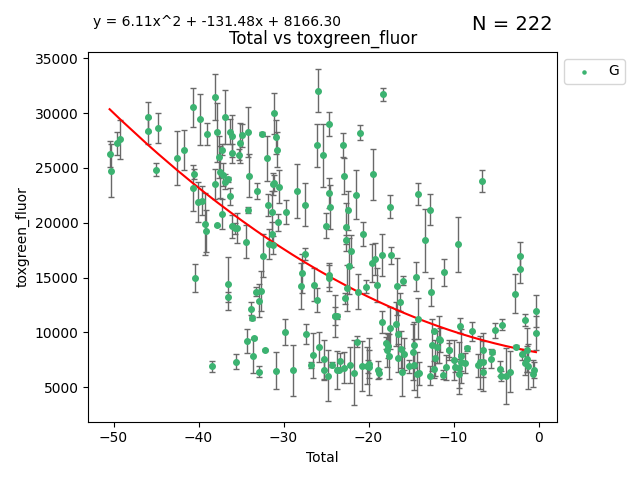 y = 6.11x^2 + -131.48x + 8166.30
N = 222
Total vs toxgreen_fluor
35000
30000
25000
20000
15000
10000
5000
toxgreen_fluor
−50
−40
−30
−20
−10
0
Total
G